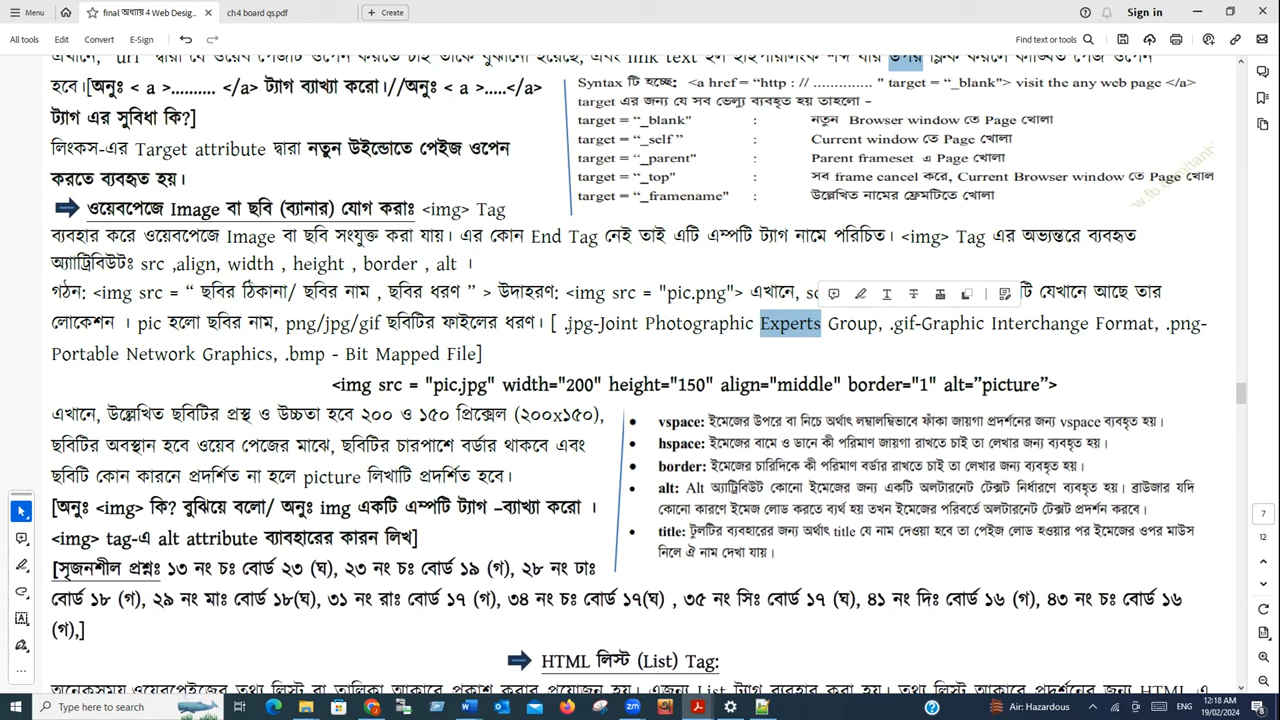 Menu
final অধ্যায় 4 Web Desig...
ch4 board qs.pdf
Create
Sign in
All tools Edit Convert E-Sign
Find text or tools
হবে।[অনুঃ < a >.......... </a> ট্যাগ ব্যাখ্যা করো।//অনুঃ < a >.....</a>
ট্যাগ এর সুবিধা কি?]
লিংকস-এর Target attribute দ্বারা নতুন উইন্ডোতে পেইজ ওপেন
করতে ব্যবহৃত হয়।
Syntax টি হচ্ছে: <a href="http : // .............. " target = "_blank"> visit the any web page </a>
target এর জন্য যে সব ভেল্যু ব্যবহৃত হয় তাহলো -
target = "_blank" : নতুন Browser window তে Page খোলা
target = "_self " : Current window তে Page খোলা
target = "_parent" : Parent frameset এ Page খোলা
target = "_top" : সব frame cancel করে, Current Browser window তে Page খোল
target = "_framename" : উল্লেখিত নামের ফ্রেমটিতে খোলা
ওয়েবপেজে Image বা ছবি (ব্যানার) যোগ করাঃ <img> Tag
ব্যবহার করে ওয়েবপেজে Image বা ছবি সংযুক্ত করা যায়। এর কোন End Tag নেই তাই এটি এম্পটি ট্যাগ নামে পরিচিত। <img> Tag এর অভ্যন্তরে ব্যবহৃত
অ্যাট্রিবিউটঃ src ,align, width , height , border , alt ।
গঠন: <img src = “ ছবির ঠিকানা/ ছবির নাম , ছবির ধরণ” > উদাহরণ: <img src = "pic.png"> এখানে, যেখানে আছে তার
লোকেশন । pic হলো ছবির নাম, png/jpg/gif ছবিটির ফাইলের ধরণ। [ .jpg-Joint Photographic Experts Group, .gif-Graphic Interchange Format, .png-
Portable Network Graphics, .bmp - Bit Mapped File]
<img src = "pic.jpg" width="200" height="150" align="middle" border="1" alt=”picture”>
এখানে, উল্লেখিত ছবিটির প্রস্থ ও উচ্চতা হবে ২০০ ও ১৫০ প্রিক্সেল (২০০x১৫০),
ছবিটির অবস্থান হবে ওয়েব পেজের মাঝে, ছবিটির চারপাশে বর্ডার থাকবে এবং
ছবিটি কোন কারনে প্রদর্শিত না হলে picture লিখাটি প্রদর্শিত হবে।
[অনুঃ <img> কি? বুঝিয়ে বলো/ অনুঃ img একটি এম্পটি ট্যাগ –ব্যাখ্যা করো ।
<img> tag-এ alt attribute ব্যাবহারের কারন লিখ]
• vspace: ইমেজের উপরে বা নিচে অর্থাৎ লম্বালম্বিভাবে ফাঁকা জায়গা প্রদর্শনের জন্য vspace ব্যবহৃত হয়।
• hspace: ইমেজের বামে ও ডানে কী পরিমাণ জায়গা রাখতে চাই তা লেখার জন্য ব্যবহৃত হয়।
• border: ইমেজের চারিদিকে কী পরিমাণ বর্ডার রাখতে চাই তা লেখার জন্য ব্যবহৃত হয়।
• alt: Alt অ্যাট্রিবিউট কোনো ইমেজের জন্য একটি অলটারনেট টেক্সট নির্ধারণে ব্যবহৃত হয়। ব্রাউজার যদি
কোনো কারণে ইমেজ লোড করতে ব্যর্থ হয় তখন ইমেজের পরিবর্তে অলটারনেট টেক্সট প্রদর্শন করবে।
• title: টুলটির ব্যবহারের জন্য অর্থাৎ title যে নাম দেওয়া হবে তা পেইজ লোড হওয়ার পর ইমেজের ওপর মাউস
নিলে ঐ নাম দেখা যায়।
[সৃজনশীল প্রশ্নঃ ১৩ নং চঃ বোর্ড ২৩ (ঘ), ২৩ নং চঃ বোর্ড ১৯ (গ), ২৮ নং ঢাঃ
বোর্ড ১৮ (গ), ২৯ নং মাঃ বোর্ড ১৮(ঘ), ৩১ নং রাঃ বোর্ড ১৭ (গ), ৩৪ নং চঃ বোর্ড ১৭(ঘ) , ৩৫ নং সিঃ বোর্ড ১৭ (ঘ), ৪১ নং দিঃ বোর্ড ১৬ (গ), ৪৩ নং চঃ বোর্ড ১৬
(গ),]
HTML লিস্ট (List) Tag:
7
12
Type here to search
Air: Hazardous
ENG
12:18 AM
19/02/2024